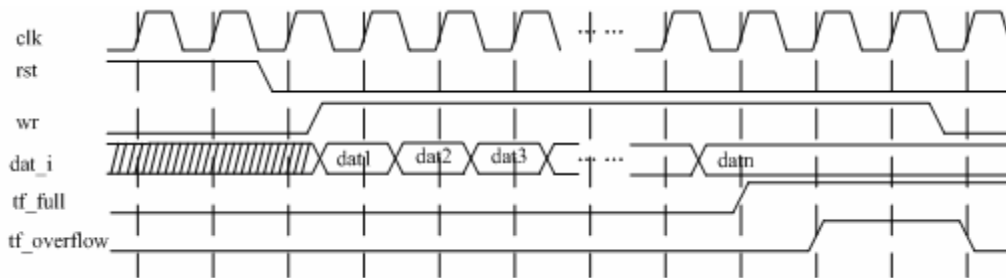 clk ... ...
rst
wr
dat_i dat1 dat2 dat3 ... ... datn
tf_full
tf_overflow